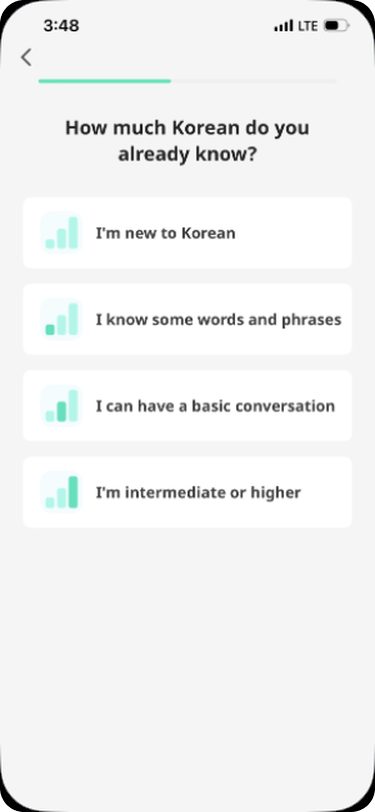 3:48
LTE
How much Korean do you
already know?
I'm new to Korean
I know some words and phrases
I can have a basic conversation
I'm intermediate or higher